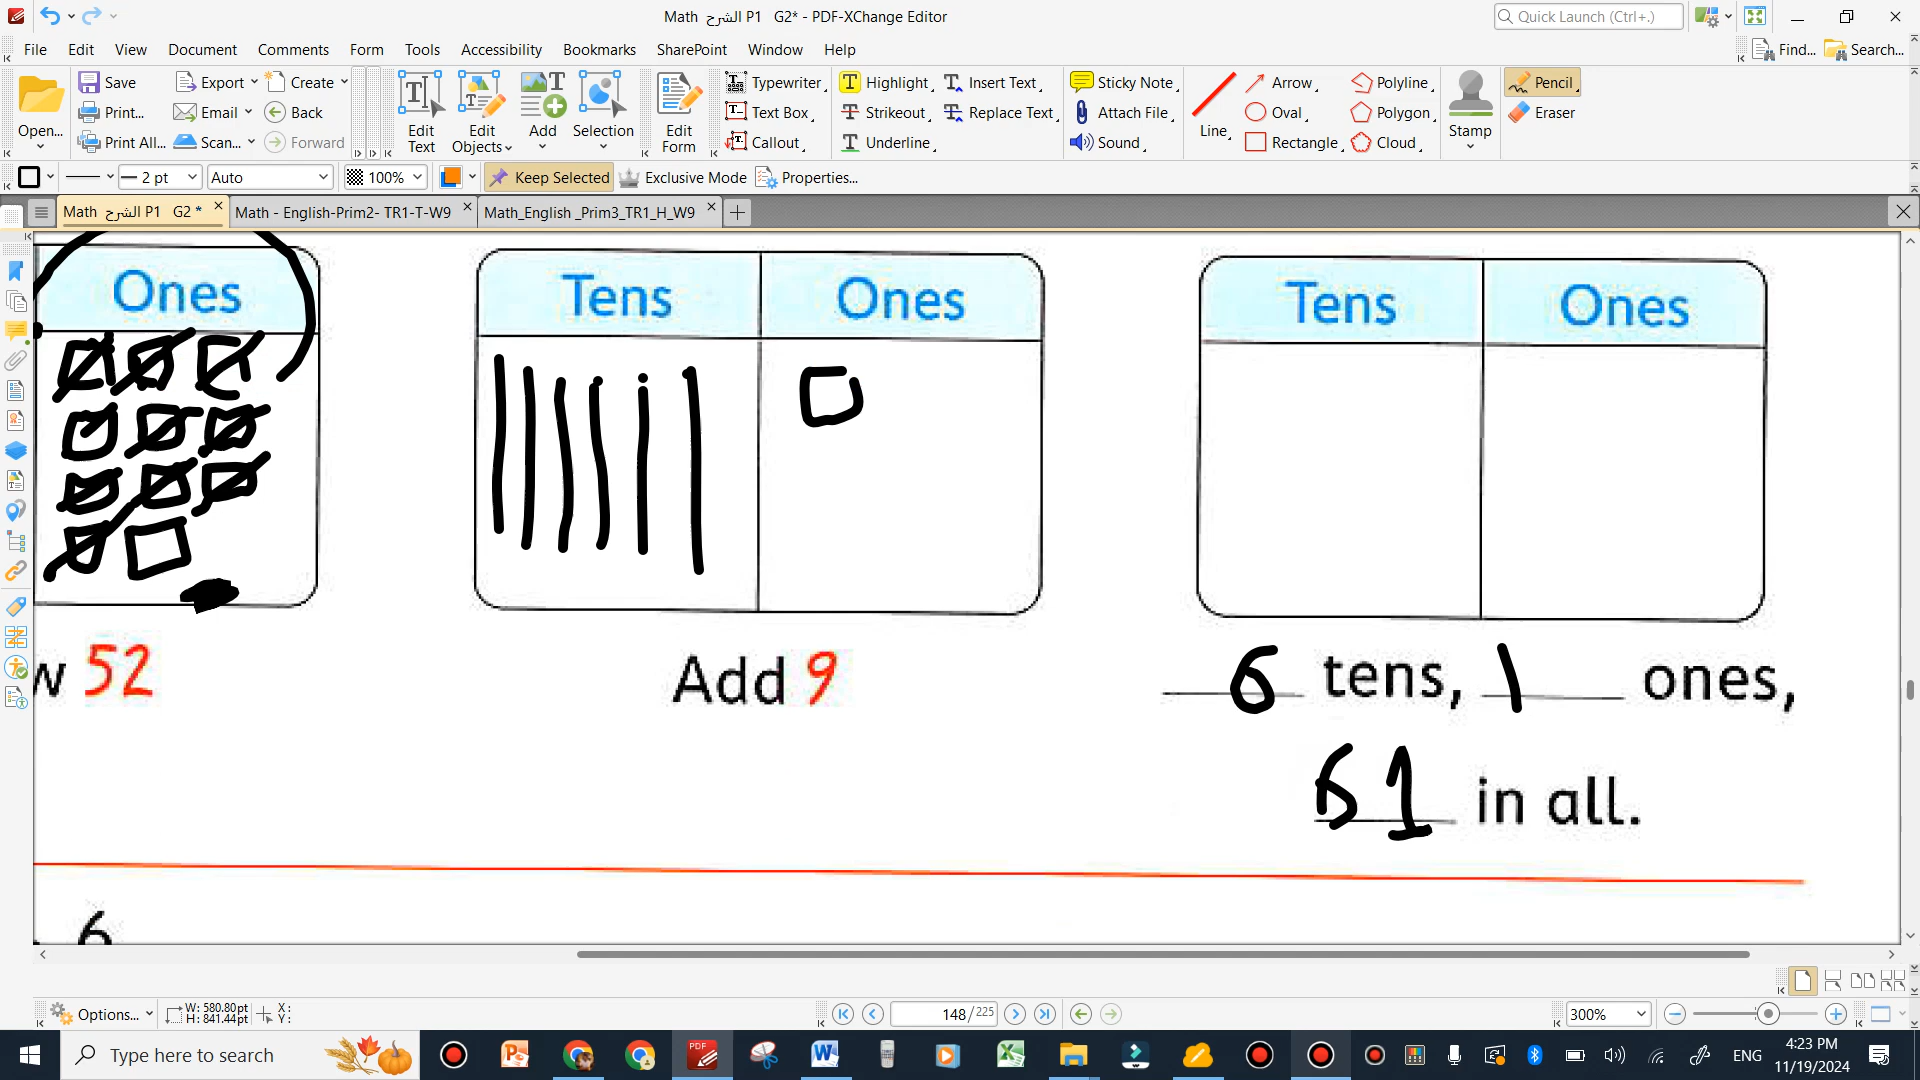 Math الشرح P1 G2* - PDF-XChange Editor
Quick Launch (Ctrl+.)
File Edit View Document Comments Form Tools Accessibility Bookmarks SharePoint Window Help
Find... Search...
Open... Save Print... Print All... Export Email Scan... Create Back Forward
Edit Text Edit Objects Add Selection Edit Form
Typewriter Text Box Callout
Highlight Strikeout Underline
Insert Text Replace Text
Sticky Note Attach File Sound
Line Arrow Oval Rectangle
Polyline Polygon Cloud
Stamp Pencil Eraser
2 pt Auto 100% Keep Selected Exclusive Mode Properties...
Math الشرح P1 G2 * Math - English-Prim2- TR1-T-W9 Math_English _Prim3_TR1_H_W9
Ones Tens Ones Tens Ones
w 52 Add 9 6 tens, 1 ones,
61 in all.
6
Options... W: 580.80pt H: 841.44pt X: Y: 148 / 225 300%
Type here to search ENG 4:23 PM 11/19/2024